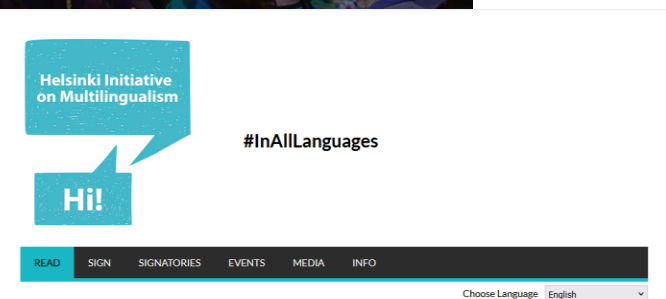 Helsinki Initiative
on Multilingualism
#InAllLanguages
Hi!
READ SIGN SIGNATORIES EVENTS MEDIA INFO
Choose Language English